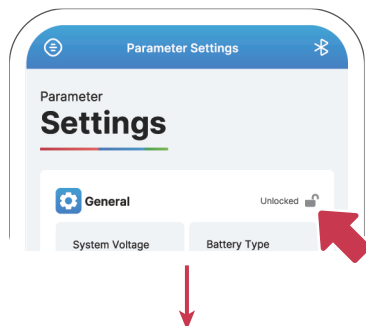 Parameter Settings
Parameter
Settings
General
Unlocked
System Voltage
Battery Type